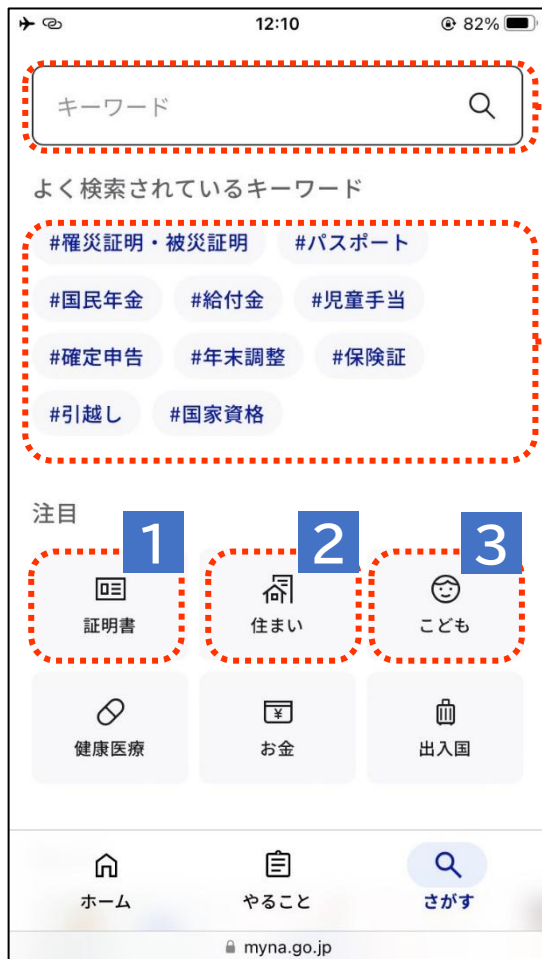 12:10
82%
キーワード
よく検索されているキーワード
#罹災証明・被災証明 #パスポート
#国民年金 #給付金 #児童手当
#確定申告 #年末調整 #保険証
#引越し #国家資格
注目
1 2 3
証明書 住まい こども
健康医療 お金 出入国
ホーム やること さがす
myna.go.jp